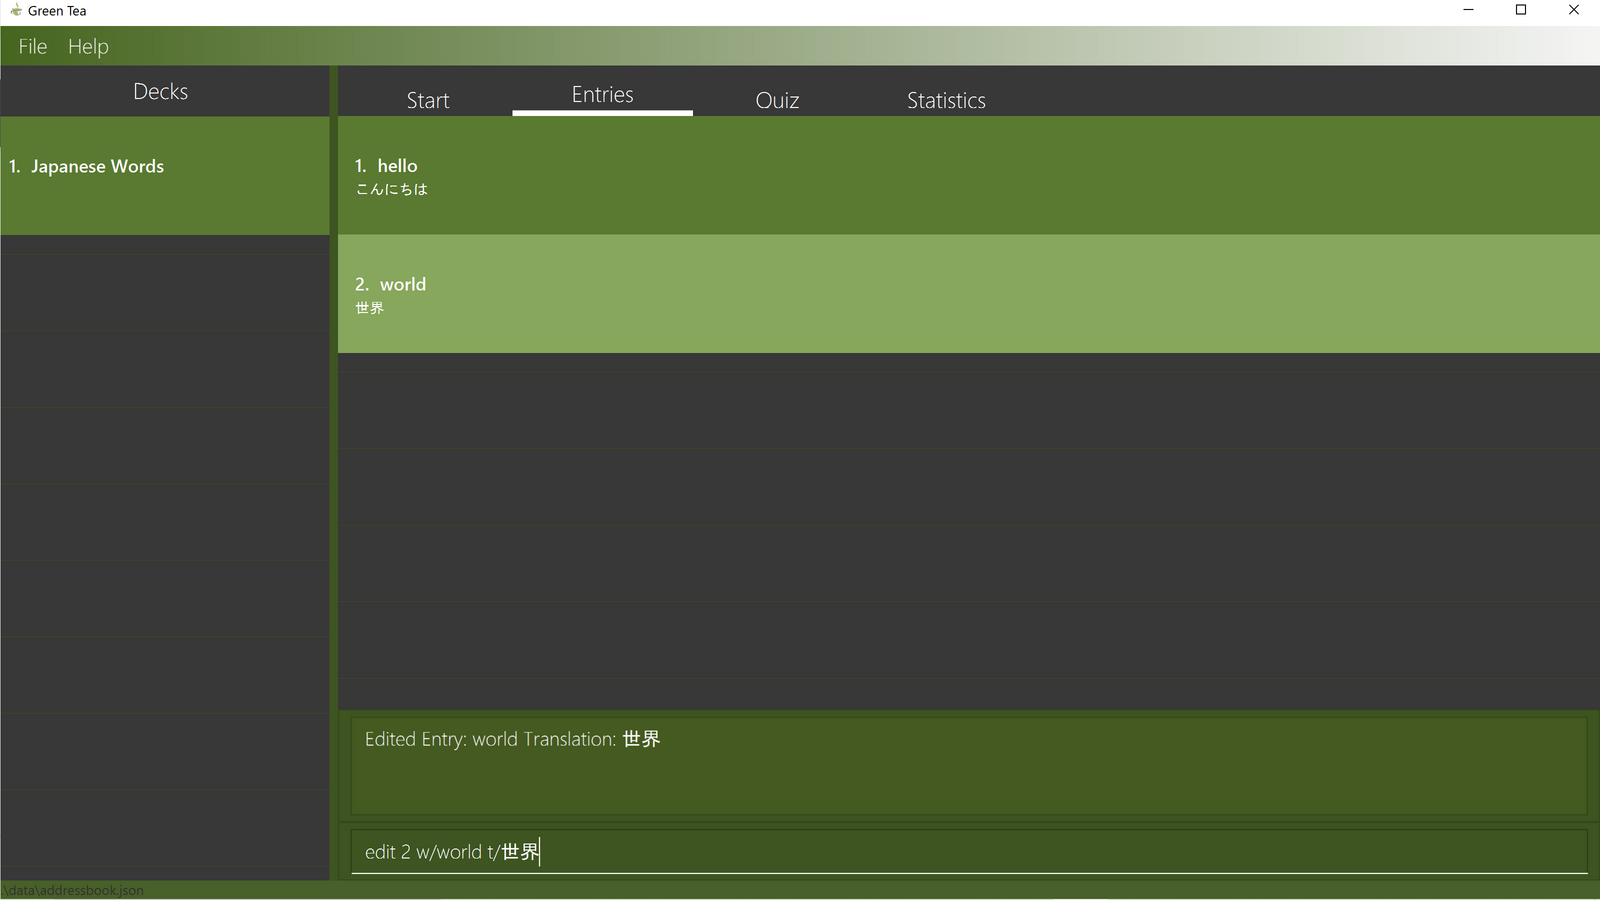 Green Tea
File Help
Decks
Start Entries Quiz Statistics
1. Japanese Words
1. hello
こんにちは
2. world
世界
Edited Entry: world Translation: 世界
edit 2 w/world t/世界
.\data\addressbook.json